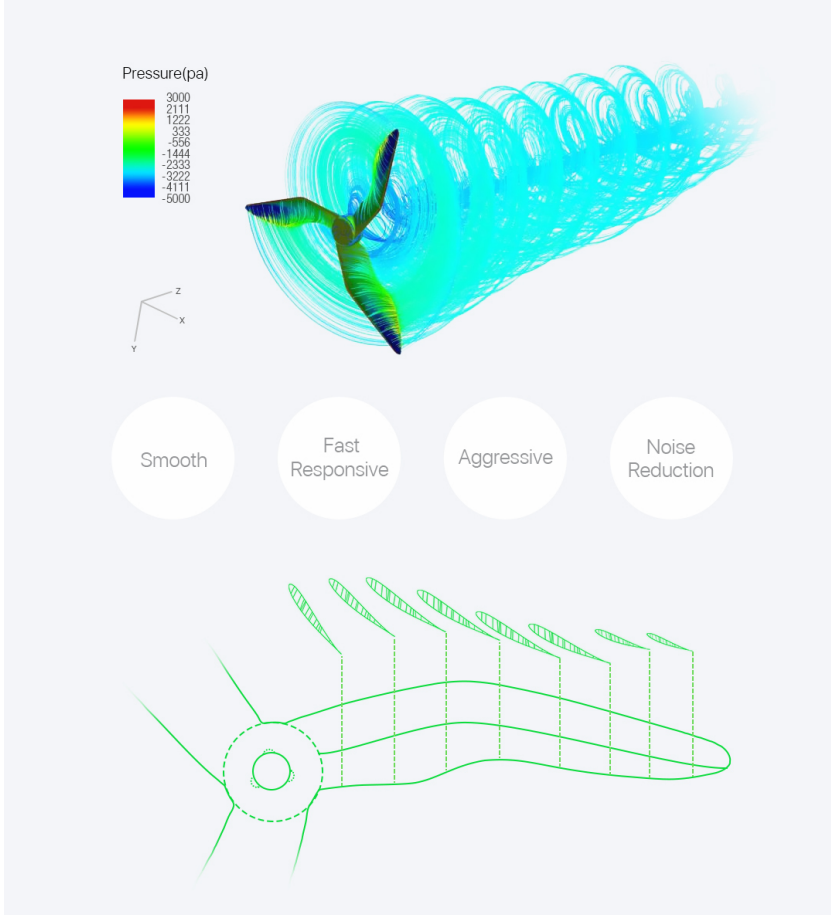 Pressure(pa)
3000
2111
1222
333
-556
-1444
-2333
-3222
-4111
-5000
Z
X
Y
Smooth
Fast
Responsive
Aggressive
Noise
Reduction